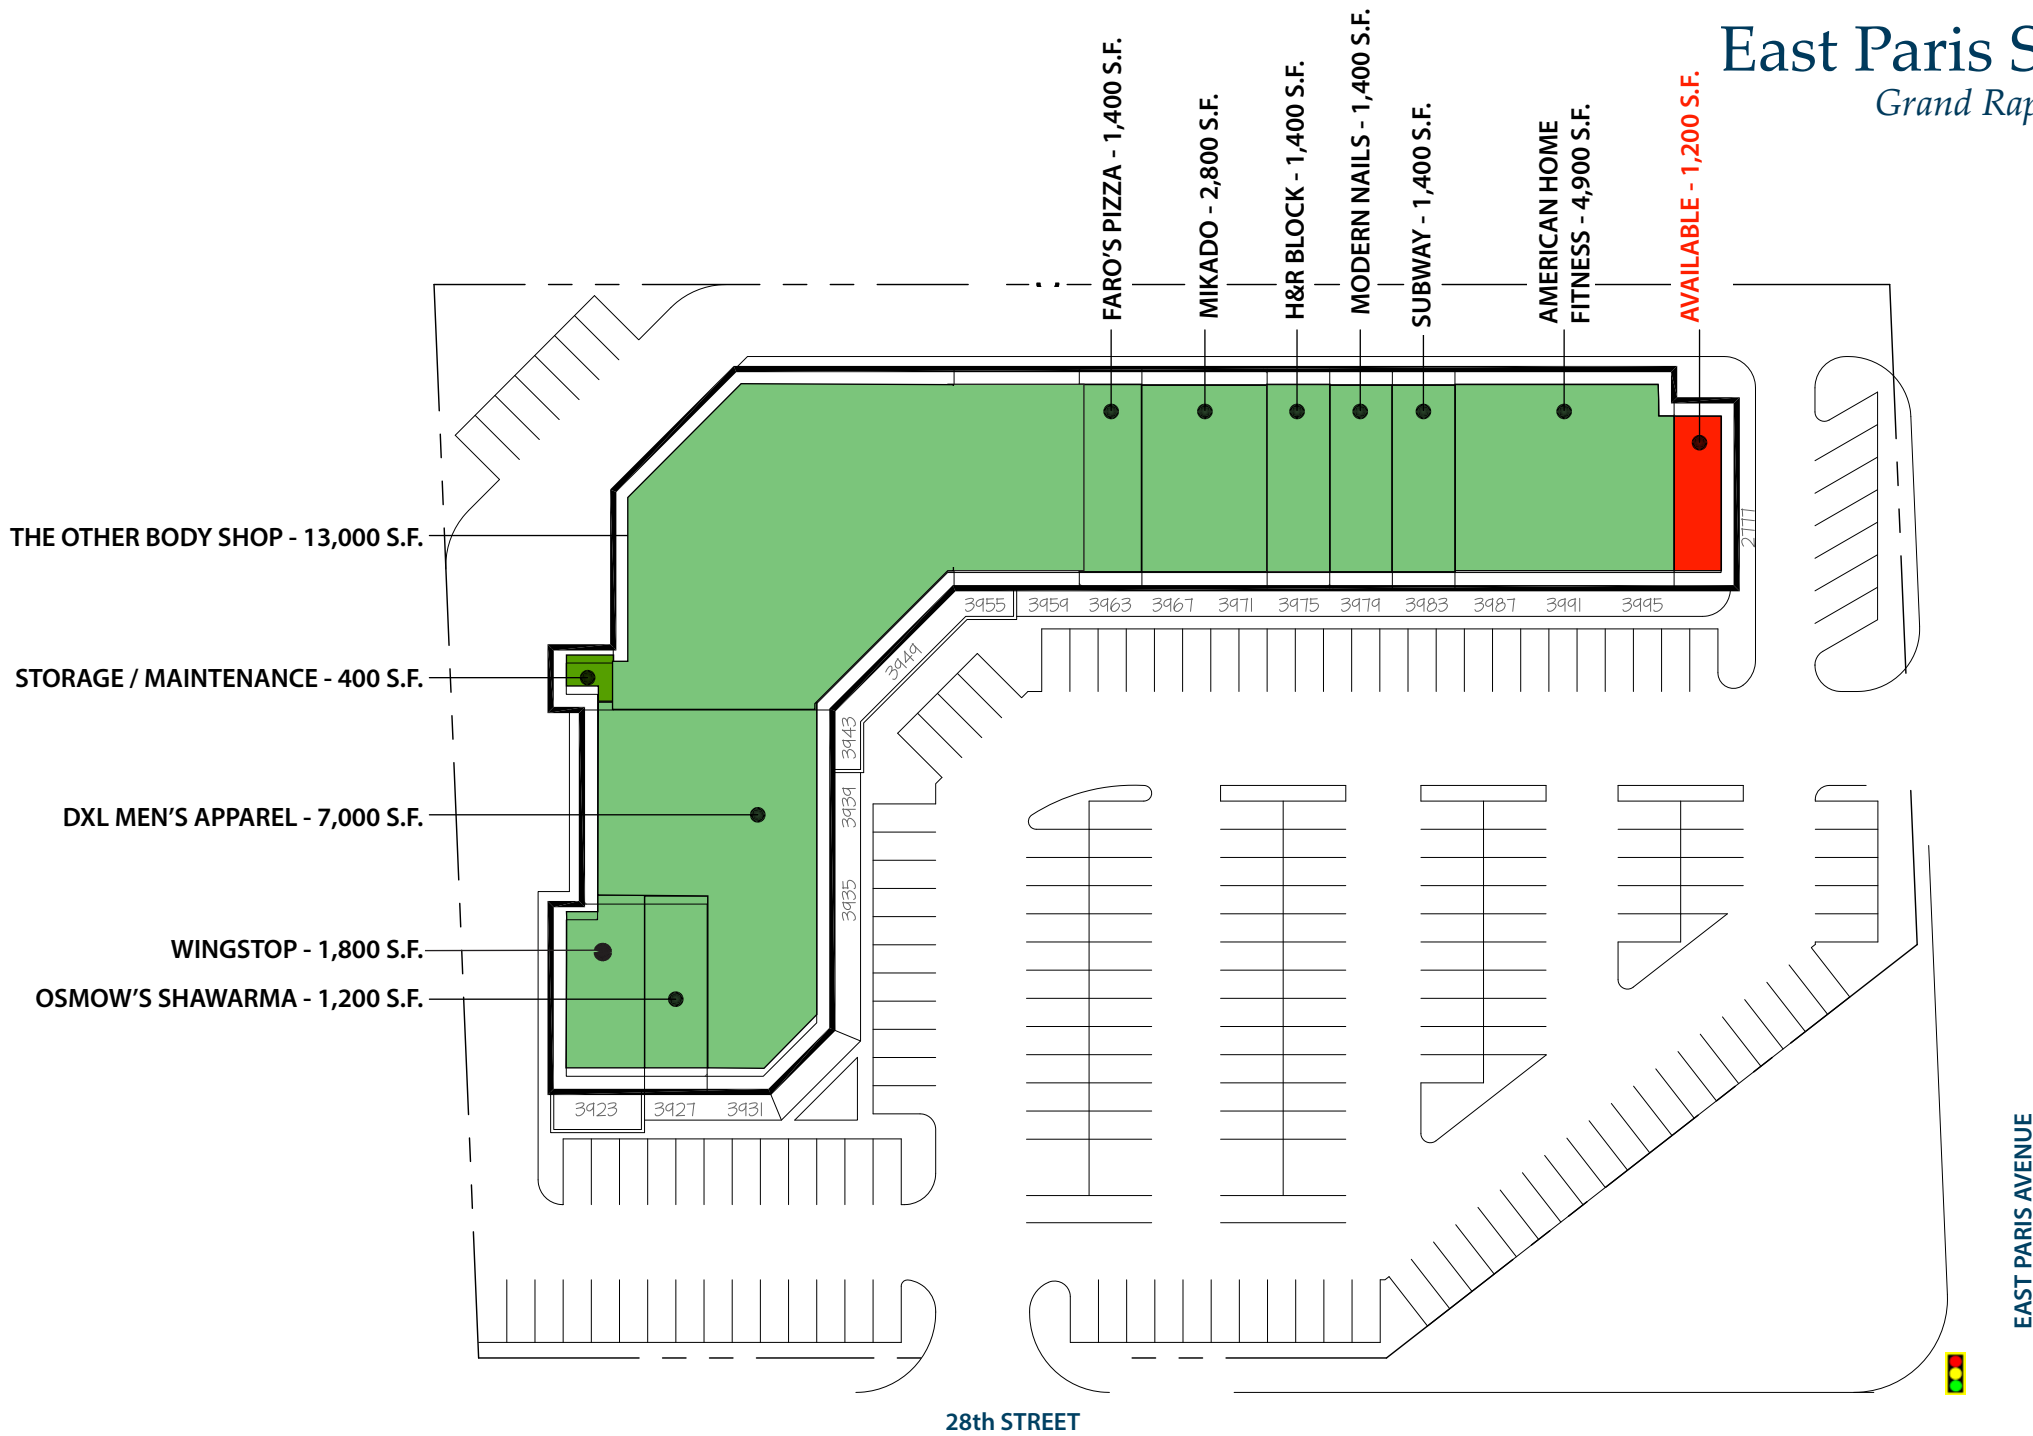 East Paris S
Grand Rap
FARO'S PIZZA - 1,400 S.F.
MIKADO - 2,800 S.F.
H&R BLOCK - 1,400 S.F.
MODERN NAILS - 1,400 S.F.
SUBWAY - 1,400 S.F.
AMERICAN HOME
FITNESS - 4,900 S.F.
AVAILABLE - 1,200 S.F.
THE OTHER BODY SHOP - 13,000 S.F.
STORAGE / MAINTENANCE - 400 S.F.
DXL MEN'S APPAREL - 7,000 S.F.
WINGSTOP - 1,800 S.F.
OSMOW'S SHAWARMA - 1,200 S.F.
2777
3955 3959 3963 3967 3971 3975 3979 3983 3987 3991 3995
3949
3943
3939
3935
3923 3927 3931
EAST PARIS AVENUE
28th STREET